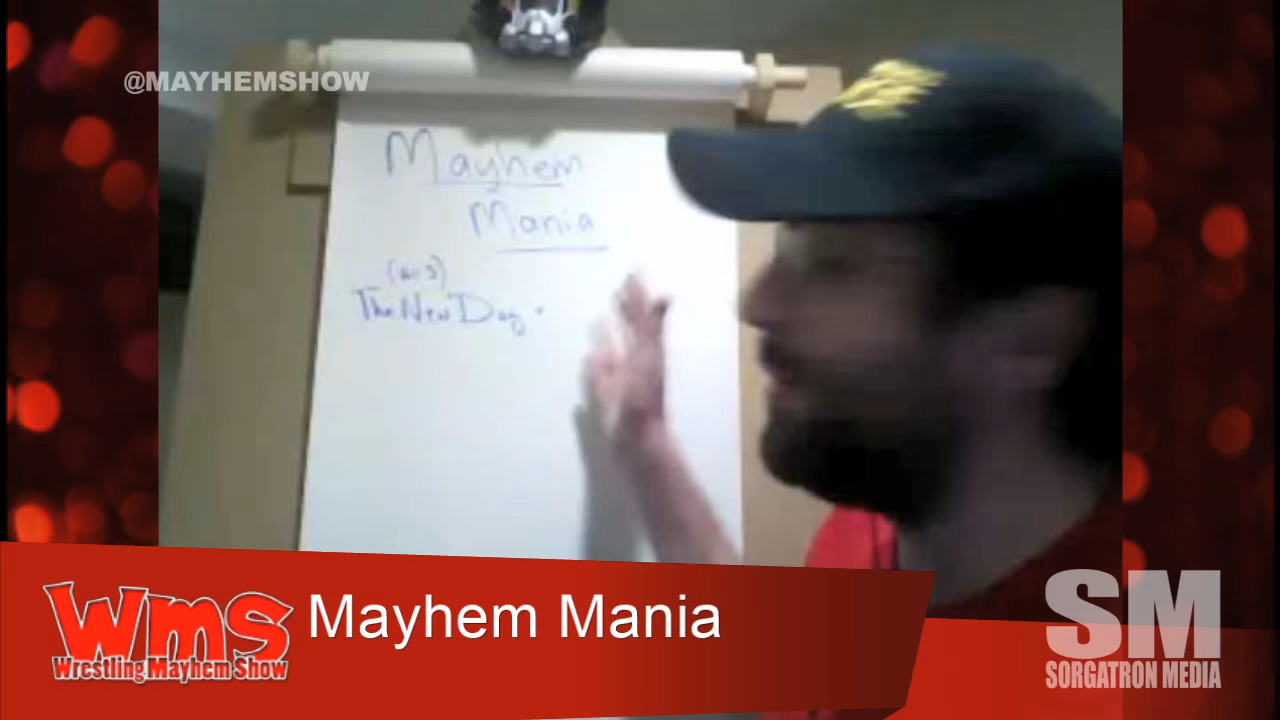 @MAYHEMSHOW
Mayhem
Mania
The New Day
WMS
Wrestling Mayhem Show
Mayhem Mania
SM
SORGATRON MEDIA